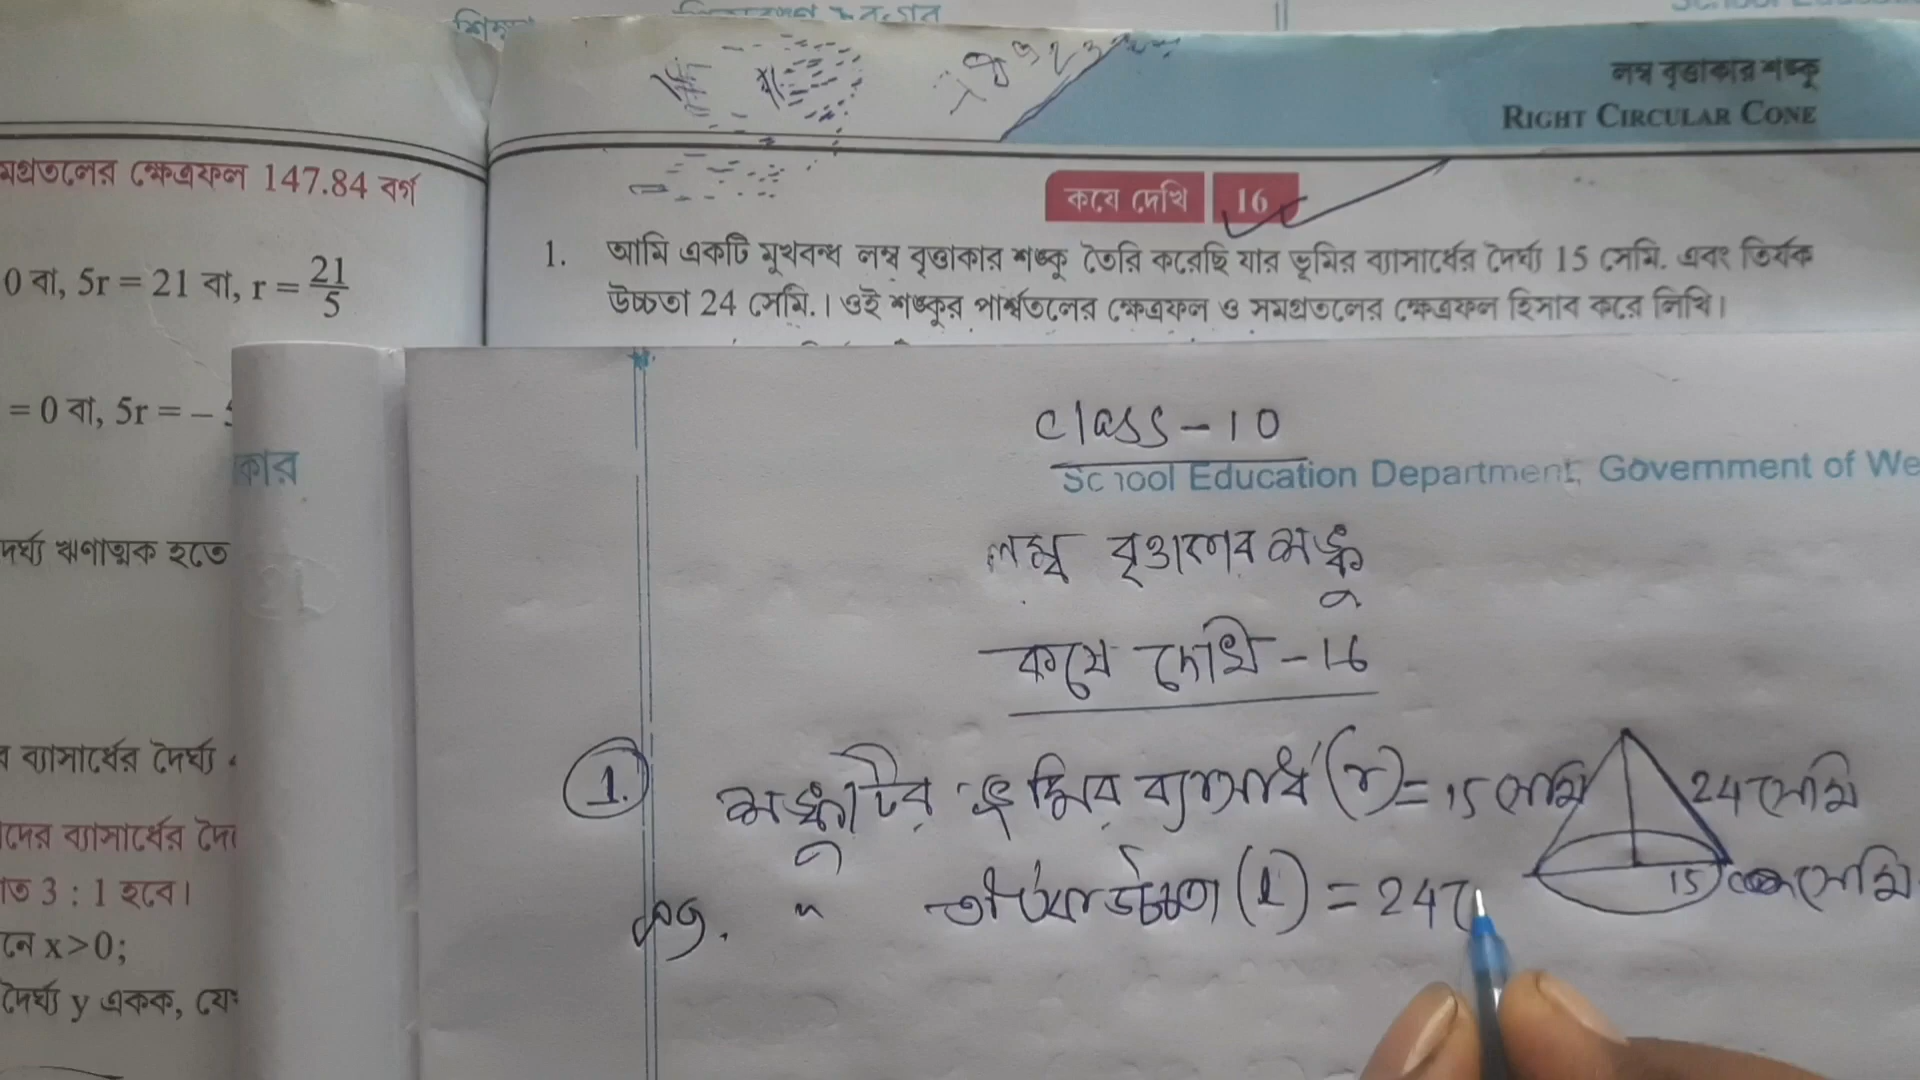 লম্ব বৃত্তাকার শঙ্কু
RIGHT CIRCULAR CONE
মগ্রতলের ক্ষেত্রফল 147.84 বর্গ
0 বা, 5r = 21 বা, r = 21/5
= 0 বা, 5r = –
কার
দৈর্ঘ্য ঋণাত্মক হতে
ব্যাসার্ধের দৈর্ঘ্য
দের ব্যাসার্ধের দৈ
3 : 1 হবে।
নে x>0;
দৈর্ঘ্য y একক, যে
কষে দেখি 16
1. আমি একটি মুখবন্ধ লম্ব বৃত্তাকার শঙ্কু তৈরি করেছি যার ভূমির ব্যাসার্ধের দৈর্ঘ্য 15 সেমি. এবং তির্যক
উচ্চতা 24 সেমি.। ওই শঙ্কুর পার্শ্বতলের ক্ষেত্রফল ও সমগ্রতলের ক্ষেত্রফল হিসাব করে লিখি।
Class - 10
School Education Department, Government of We
লম্ব বৃত্তাকার শঙ্কু
কষে দেখি - 16
1. শঙ্কুটির ভূমির ব্যাসার্ধ (r) = 15 সেমি
24 সেমি
15 সেমি
এবং " তীর্যক উচ্চতা (l) = 24